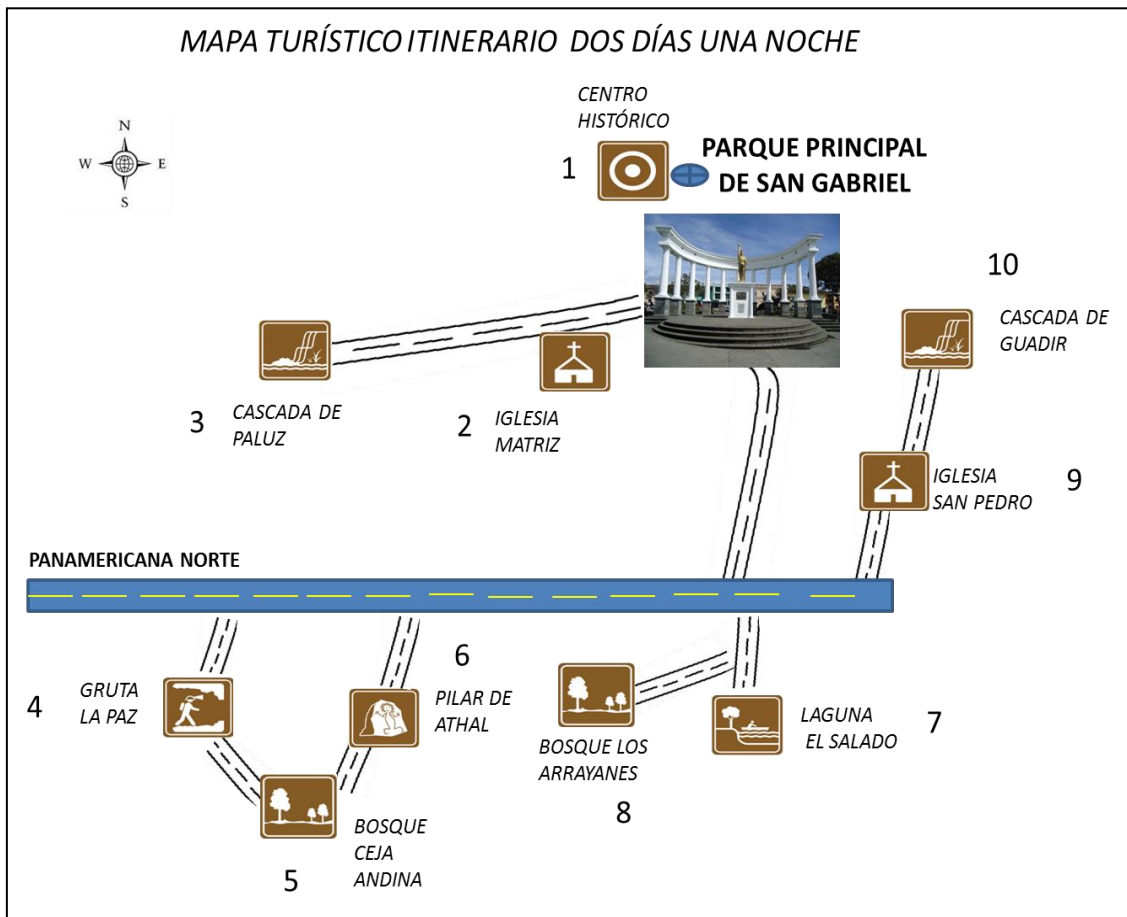 MAPA TURÍSTICO ITINERARIO DOS DÍAS UNA NOCHE
CENTRO
HISTÓRICO
1
PARQUE PRINCIPAL
DE SAN GABRIEL
N
W
E
S
10
CASCADA DE
GUADIR
3
CASCADA DE
PALUZ
2
IGLESIA
MATRIZ
IGLESIA
SAN PEDRO
9
PANAMERICANA NORTE
4
GRUTA
LA PAZ
6
PILAR DE
ATHAL
BOSQUE LOS
ARRAYANES
8
LAGUNA
EL SALADO
7
BOSQUE
CEJA
ANDINA
5